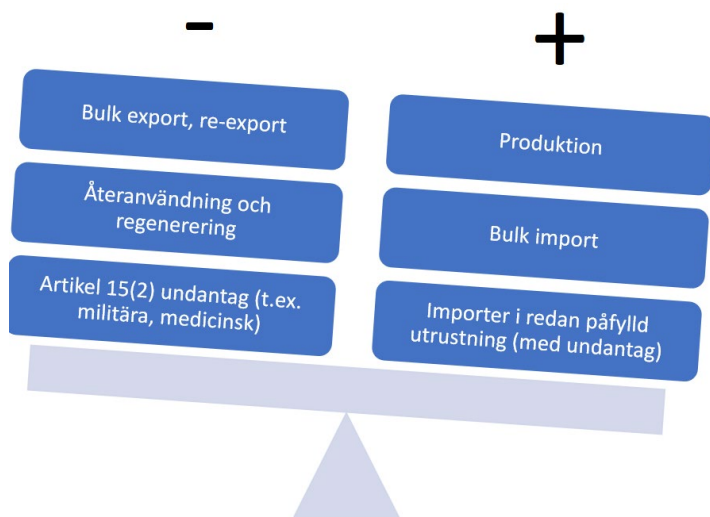 -
+
Bulk export, re-export
Produktion
Återanvändning och
regenerering
Bulk import
Artikel 15(2) undantag (t.ex.
militära, medicinsk)
Importer i redan påfylld
utrustning (med undantag)